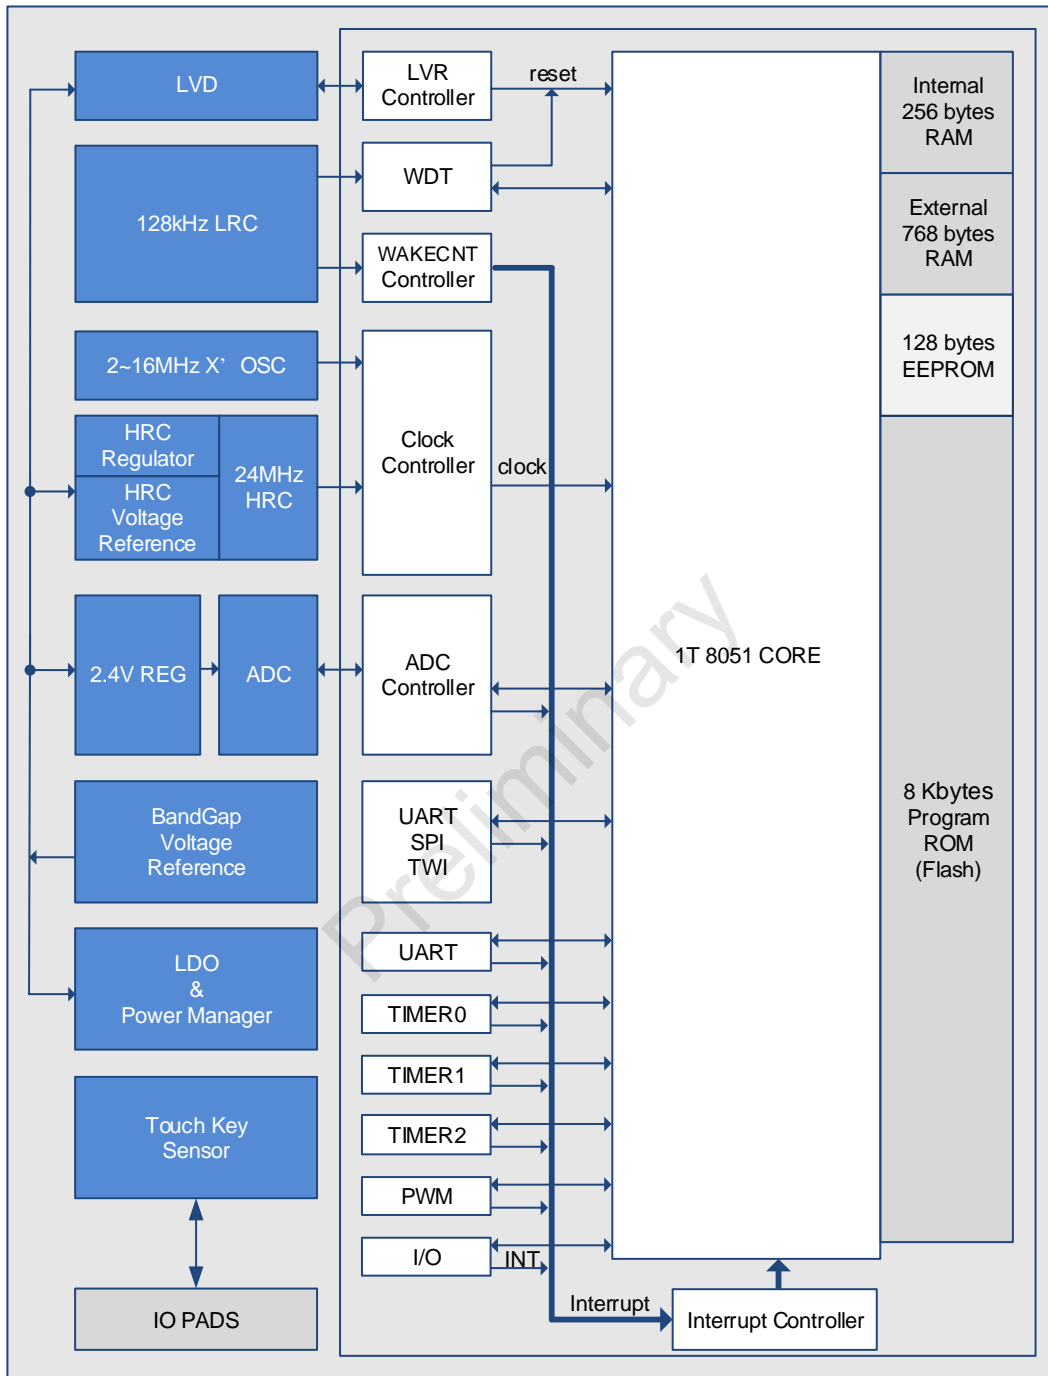 LVD
LVR
Controller
reset
Internal
256 bytes
RAM
128kHz LRC
WDT
External
768 bytes
RAM
WAKECNT
Controller
2~16MHz X’ OSC
128 bytes
EEPROM
HRC
Regulator
HRC
Voltage
Reference
24MHz
HRC
Clock
Controller
clock
2.4V REG
ADC
ADC
Controller
1T 8051 CORE
BandGap
Voltage
Reference
UART
SPI
TWI
8 Kbytes
Program
ROM
(Flash)
LDO
&
Power Manager
UART
TIMER0
TIMER1
Touch Key
Sensor
TIMER2
PWM
I/O
INT
IO PADS
Interrupt
Interrupt Controller
Preliminary